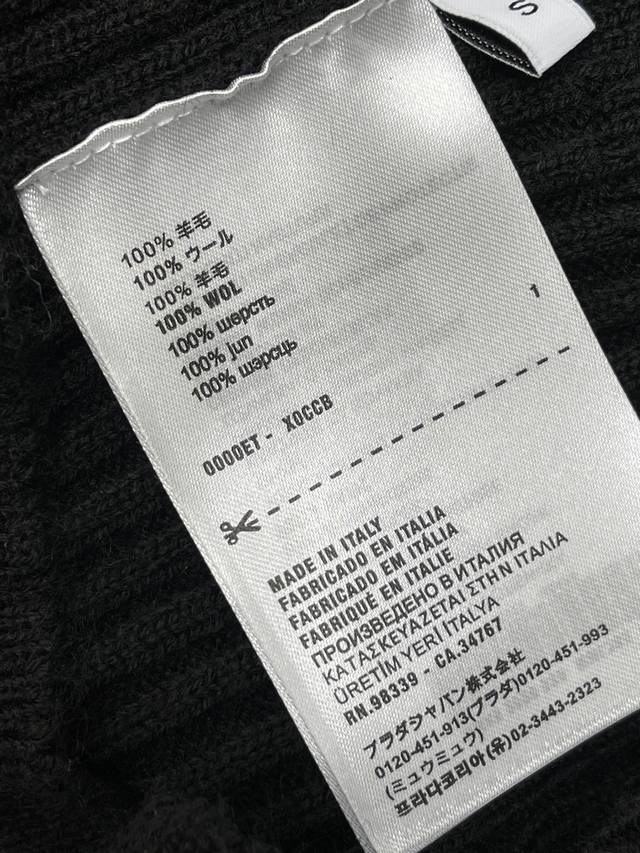 S
100% 羊毛
100% ウール
100% 羊毛
100% WOL
100% шерсть
100% jun
100% шэрсць
1
0000ET - X0CCB
MADE IN ITALY
FABRICADO EN ITALIA
FABRICADO EM ITÁLIA
FABRIQUÉ EN ITALIE
ПРОИЗВЕДЕНО В ИТАЛИЯ
ΚΑΤΑΣΚΕΥΑΖΕΤΑΙ ΣΤΗΝ ITAΛIA
ÜRETİM YERİ İTALYA
RN.98339 - CA.34767
プラダジャパン株式会社
0120-451-913(プラダ)0120-451-993
(ミュウミュウ)
프라다코리아(유)02-3443-2323